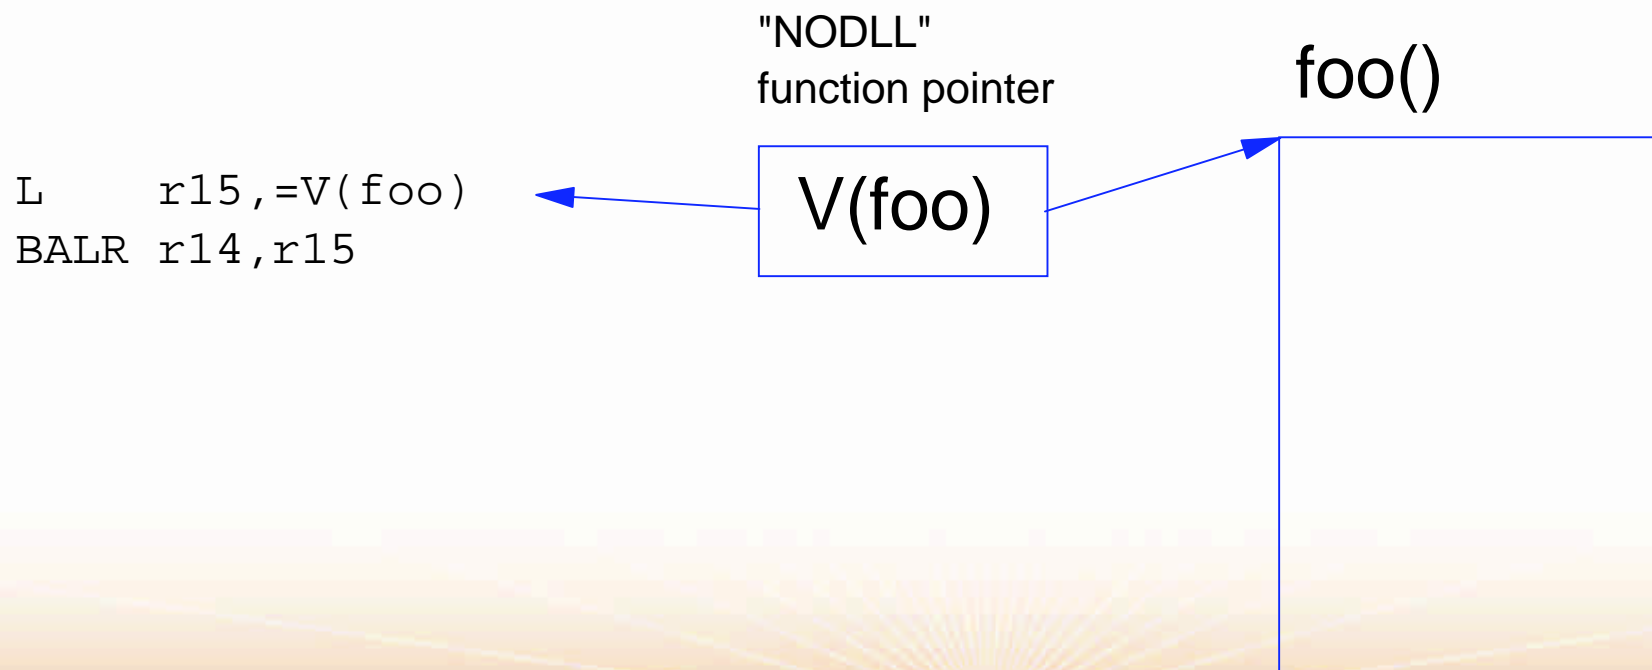 "NODLL"
function pointer
foo()
L     r15,=V(foo)
BALR r14,r15
V(foo)